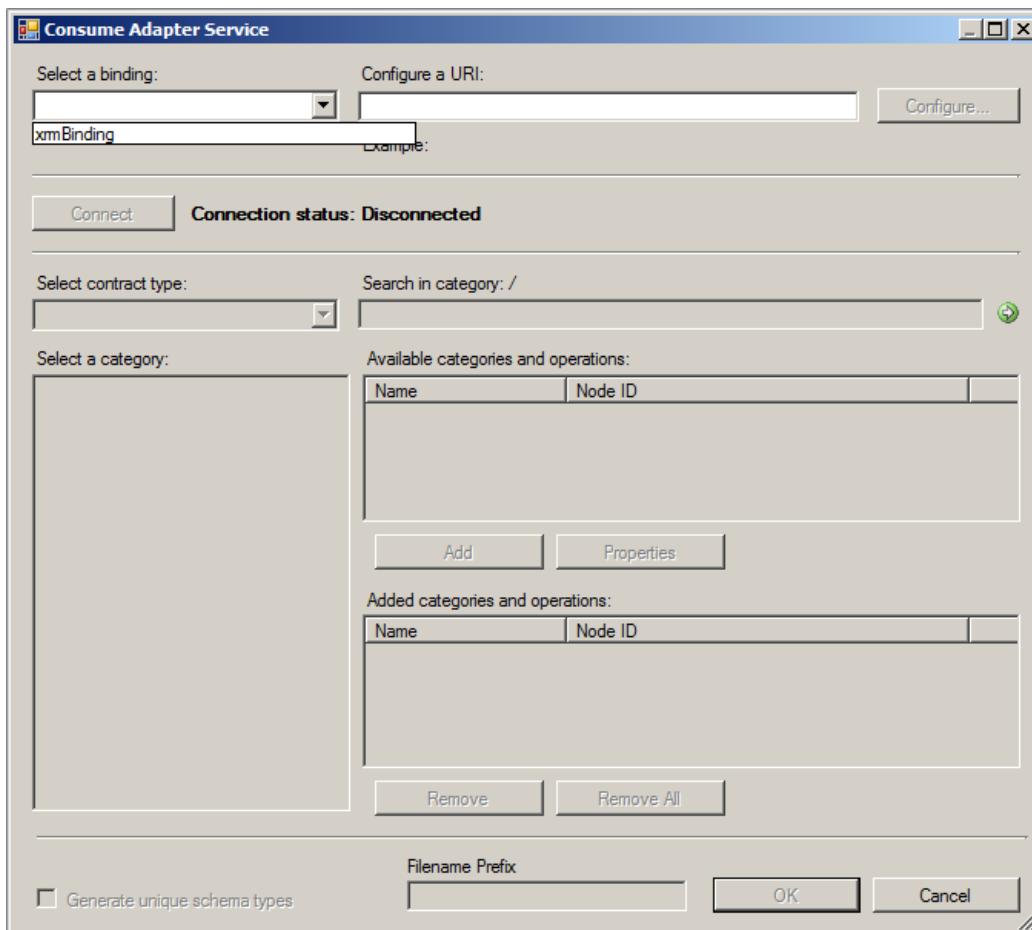 Consume Adapter Service
Select a binding:
Configure a URI:
Configure...
xrmBinding
Example:
Connect
Connection status: Disconnected
Select contract type:
Search in category: /
Select a category:
Available categories and operations:
Name
Node ID
Add
Properties
Added categories and operations:
Name
Node ID
Remove
Remove All
Filename Prefix
Generate unique schema types
OK
Cancel